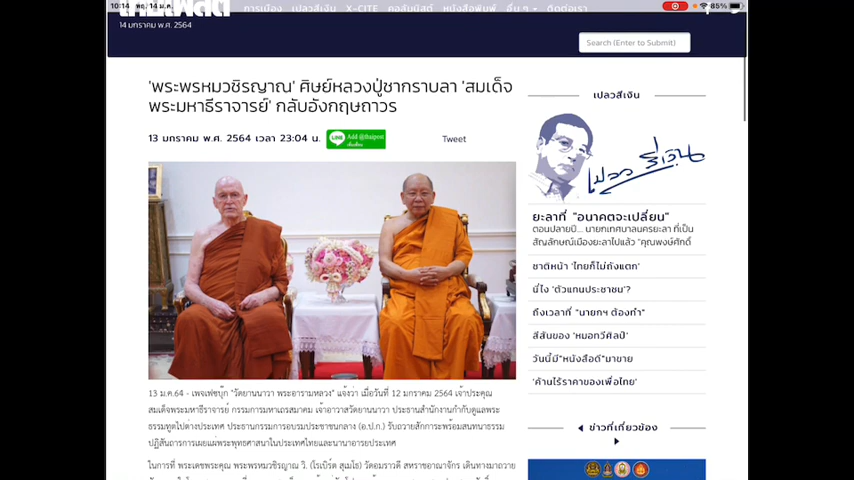 10:14 พฤ. 14 ม.ค.
85%
ไทยโพสต์
การเมือง เปลวสีเงิน X-CITE คอลัมนิสต์ หนังสือพิมพ์ อื่น ๆ ติดต่อเรา
14 มกราคม พ.ศ. 2564
Search (Enter to Submit)
'พระพรหมวชิรญาณ' ศิษย์หลวงปู่ชากราบลา 'สมเด็จ
พระมหาธีราจารย์' กลับอังกฤษถาวร
13 มกราคม พ.ศ. 2564 เวลา 23:04 น.
LINE Add @thaipost
เพิ่มเพื่อน
Tweet
เปลวสีเงิน
เปลว สีเงิน
ยะลาที่ "อนาคตจะเปลี่ยน"
ตอนปลายปี.... นายกเทศบาลนครยะลา ที่เป็น
สัญลักษณ์เมืองยะลาไปแล้ว "คุณพงษ์ศักดิ์
ชาติหน้า 'ไทยก็ไม่ถังแตก'
นี่ไง 'ตัวแทนประชาชน'?
ถึงเวลาที่ "นายกฯ ต้องทำ"
สีสันของ 'หมอทวีศิลป์'
วันนี้มี"หนังสือดี"มาขาย
'ค้านไร้ราคาของเพื่อไทย'
ข่าวที่เกี่ยวข้อง
13 ม.ค.64 - เพจเฟซบุ๊ก "วัดยานนาวา พระอารามหลวง" แจ้งว่า เมื่อวันที่ 12 มกราคม 2564 เจ้าประคุณ
สมเด็จพระมหาธีราจารย์ กรรมการมหาเถรสมาคม เจ้าอาวาสวัดยานนาวา ประธานสำนักงานกำกับดูแลพระ
ธรรมทูตไปต่างประเทศ ประธานกรรมการอบรมประชาชนกลาง (อ.ป.ก.) รับถวายสักการะพร้อมสนทนาธรรม
ปฏิสันถารการเผยแผ่พระพุทธศาสนาในประเทศไทยและนานาอารยประเทศ
ในการที่ พระเดชพระคุณ พระพรหมวชิรญาณ วิ. (โรเบิร์ต สุเมโธ) วัดอมราวดี สหราชอาณาจักร เดินทางมาถวาย